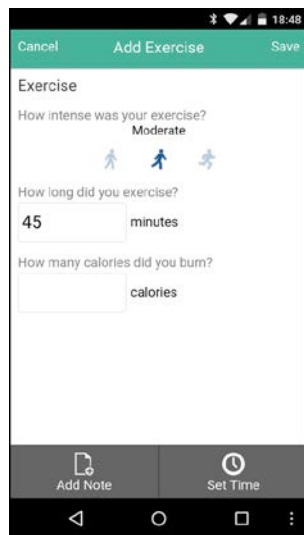 18:48
Cancel Add Exercise Save
Exercise
How intense was your exercise?
Moderate
How long did you exercise?
45 minutes
How many calories did you burn?
calories
Add Note Set Time